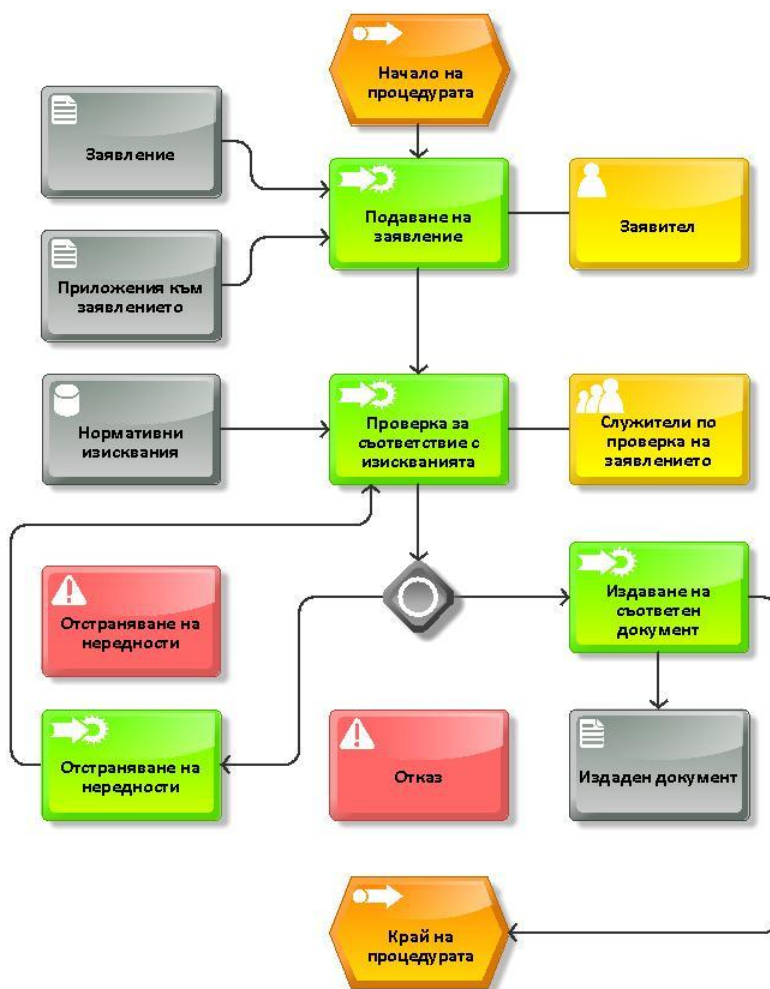 Начало на
процедурата
Заявление
Подаване на
заявление
Заявител
Приложения към
заявлението
Нормативни
изисквания
Проверка за
съответствие с
изискванията
Служители по
проверка на
заявлението
Отстраняване на
нередности
Издаване на
съответен
документ
Отстраняване на
нередности
Отказ
Издаден документ
Край на
процедурата